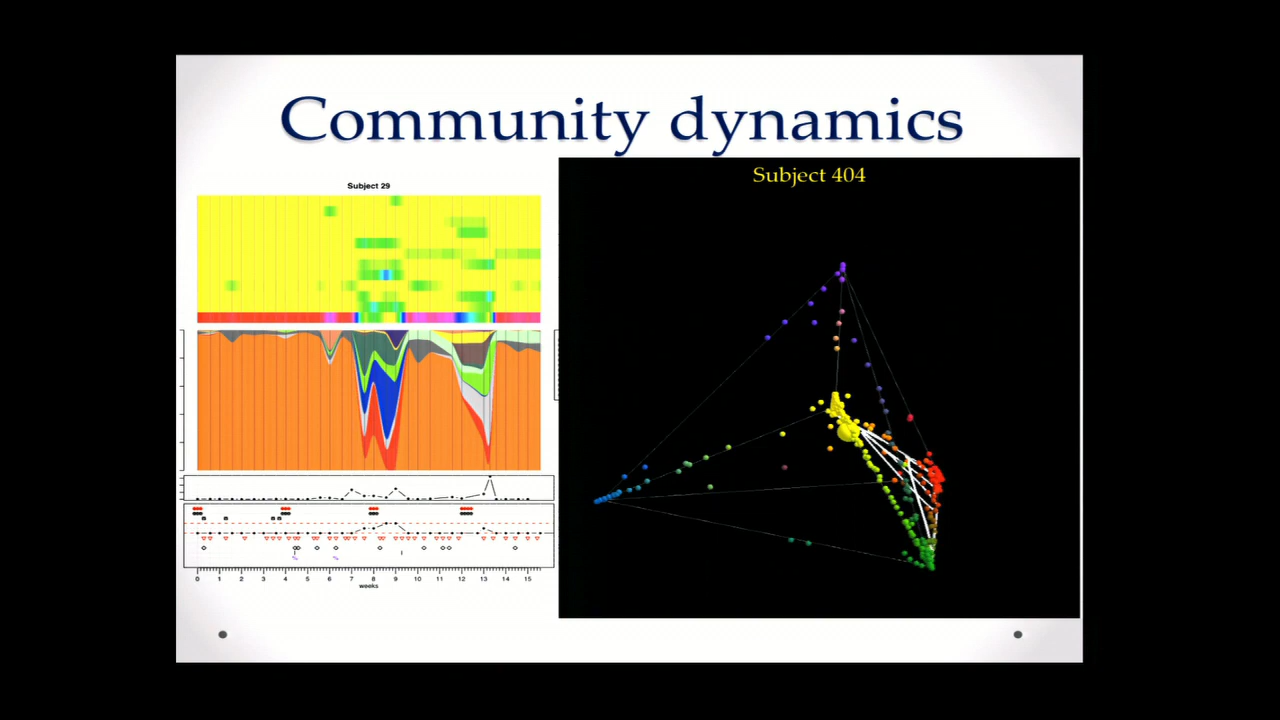 Community dynamics
Subject 29
Subject 404
0 1 2 3 4 5 6 7 8 9 10 11 12 13 14 15
weeks